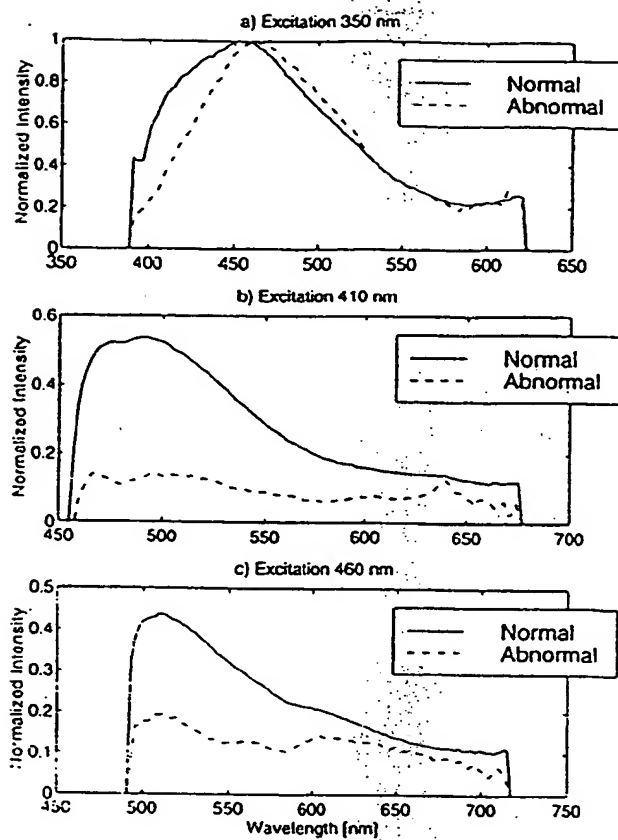 a) Excitation 350 nm
Normalized Intensity
1
0.8
0.6
0.4
0.2
0
350 400 450 500 550 600 650
Normal
Abnormal
b) Excitation 410 nm
Normalized Intensity
0.6
0.4
0.2
0
450 500 550 600 650 700
Normal
Abnormal
c) Excitation 460 nm
Normalized Intensity
0.5
0.4
0.3
0.2
0.1
0
450 500 550 600 650 700 750
Normal
Abnormal
Wavelength [nm]